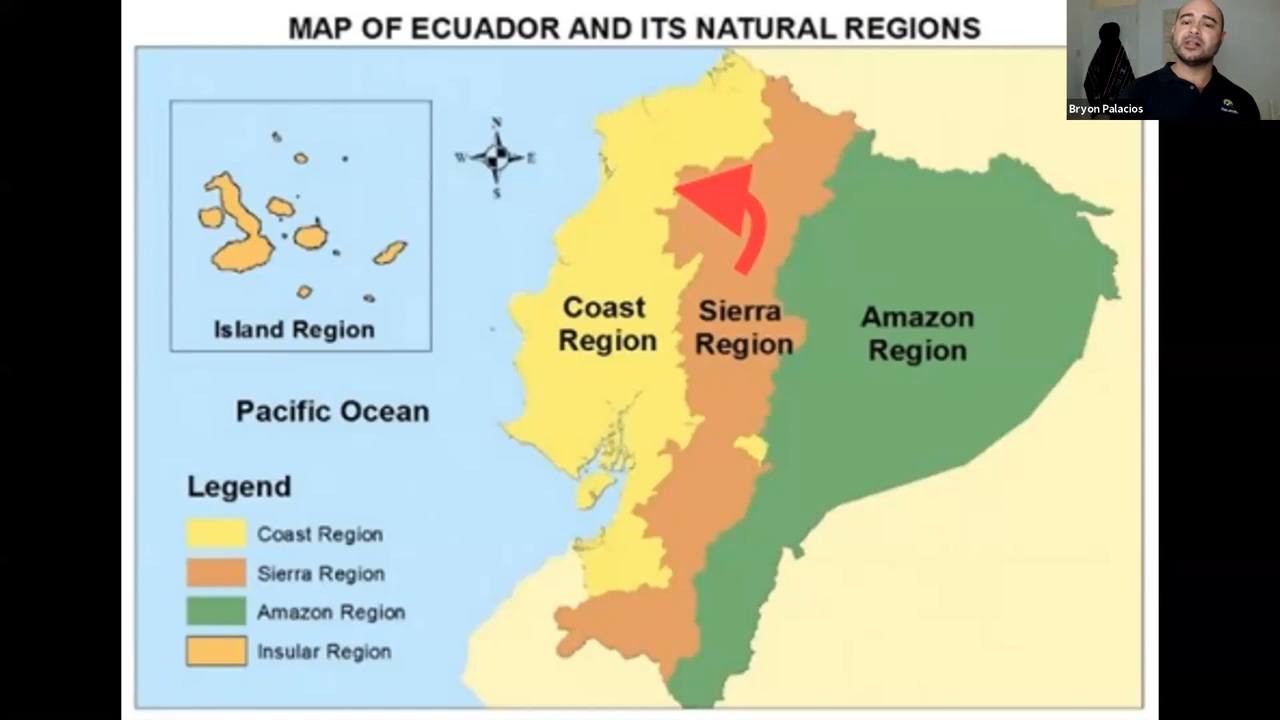 MAP OF ECUADOR AND ITS NATURAL REGIONS
Bryon Palacios
N
W
E
S
Island Region
Coast
Region
Sierra
Region
Amazon
Region
Pacific Ocean
Legend
Coast Region
Sierra Region
Amazon Region
Insular Region